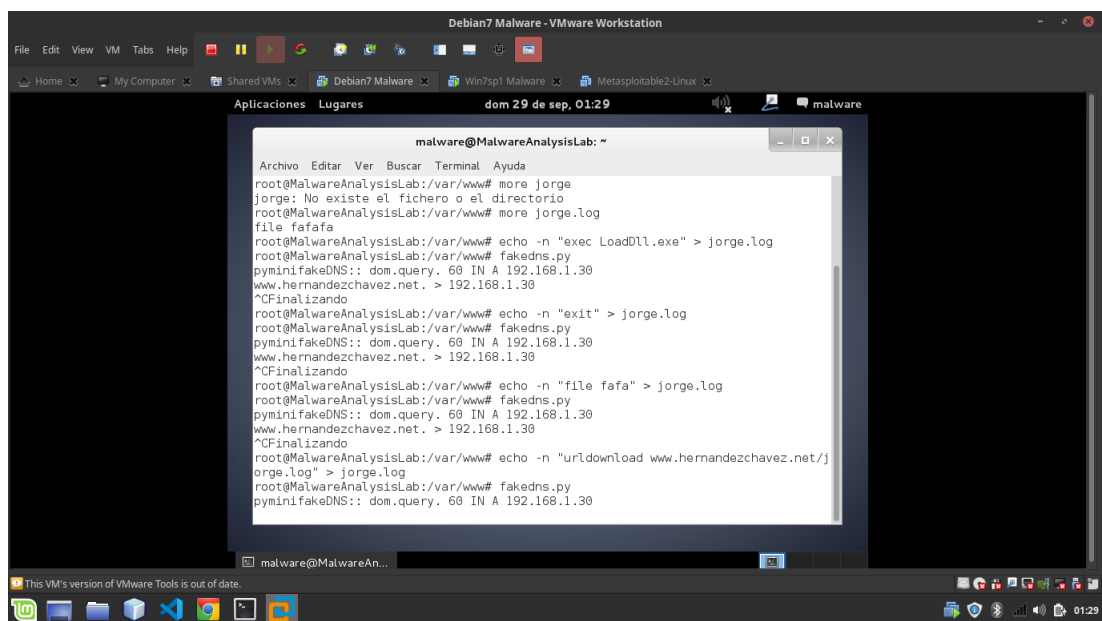 Debian7 Malware - VMware Workstation
File Edit View VM Tabs Help
Home My Computer Shared VMs Debian7 Malware Win7sp1 Malware Metasploitable2-Linux
Aplicaciones Lugares dom 29 de sep, 01:29 malware
malware@MalwareAnalysisLab: ~
Archivo Editar Ver Buscar Terminal Ayuda
root@MalwareAnalysisLab:/var/www# more jorge
jorge: No existe el fichero o el directorio
root@MalwareAnalysisLab:/var/www# more jorge.log
file fafafa
root@MalwareAnalysisLab:/var/www# echo -n "exec LoadDll.exe" > jorge.log
root@MalwareAnalysisLab:/var/www# fakedns.py
pyminifakeDNS:: dom.query. 60 IN A 192.168.1.30
www.hernandezchavez.net. > 192.168.1.30
^CFinalizando
root@MalwareAnalysisLab:/var/www# echo -n "exit" > jorge.log
root@MalwareAnalysisLab:/var/www# fakedns.py
pyminifakeDNS:: dom.query. 60 IN A 192.168.1.30
www.hernandezchavez.net. > 192.168.1.30
^CFinalizando
root@MalwareAnalysisLab:/var/www# echo -n "file fafa" > jorge.log
root@MalwareAnalysisLab:/var/www# fakedns.py
pyminifakeDNS:: dom.query. 60 IN A 192.168.1.30
www.hernandezchavez.net. > 192.168.1.30
^CFinalizando
root@MalwareAnalysisLab:/var/www# echo -n "urldownload www.hernandezchavez.net/j
orge.log" > jorge.log
root@MalwareAnalysisLab:/var/www# fakedns.py
pyminifakeDNS:: dom.query. 60 IN A 192.168.1.30
malware@MalwareAn...
This VM's version of VMware Tools is out of date.
01:29